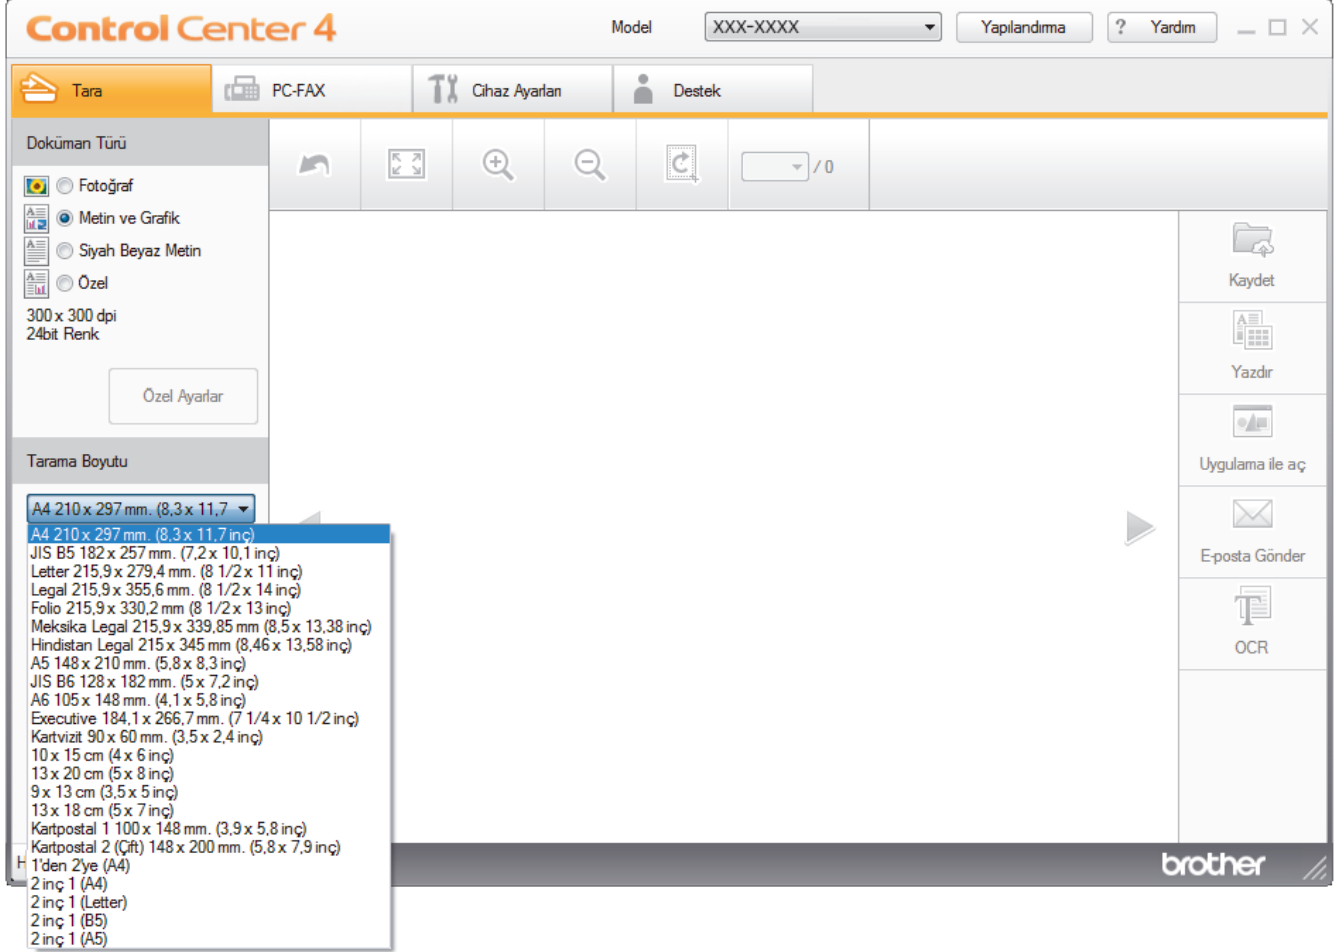 Control Center 4
Model
XXX-XXXX
Yapılandırma
? Yardım
Tara
PC-FAX
Cihaz Ayarları
Destek
Doküman Türü
/ 0
Fotoğraf
Metin ve Grafik
Siyah Beyaz Metin
Özel
300 x 300 dpi
24bit Renk
Özel Ayarlar
Tarama Boyutu
A4 210 x 297 mm. (8,3 x 11,7
A4 210 x 297 mm. (8,3 x 11,7 inç)
JIS B5 182 x 257 mm. (7,2 x 10,1 inç)
Letter 215,9 x 279,4 mm. (8 1/2 x 11 inç)
Legal 215,9 x 355,6 mm. (8 1/2 x 14 inç)
Folio 215,9 x 330,2 mm (8 1/2 x 13 inç)
Meksika Legal 215,9 x 339,85 mm (8,5 x 13,38 inç)
Hindistan Legal 215 x 345 mm (8,46 x 13,58 inç)
A5 148 x 210 mm. (5,8 x 8,3 inç)
JIS B6 128 x 182 mm. (5 x 7,2 inç)
A6 105 x 148 mm. (4,1 x 5,8 inç)
Executive 184,1 x 266,7 mm. (7 1/4 x 10 1/2 inç)
Kartvizit 90 x 60 mm. (3,5 x 2,4 inç)
10 x 15 cm (4 x 6 inç)
13 x 20 cm (5 x 8 inç)
9 x 13 cm (3,5 x 5 inç)
13 x 18 cm (5 x 7 inç)
Kartpostal 1 100 x 148 mm. (3,9 x 5,8 inç)
Kartpostal 2 (Çift) 148 x 200 mm. (5,8 x 7,9 inç)
1'den 2'ye (A4)
2 inç 1 (A4)
2 inç 1 (Letter)
2 inç 1 (B5)
2 inç 1 (A5)
H
Kaydet
Yazdır
Uygulama ile aç
E-posta Gönder
OCR
brother